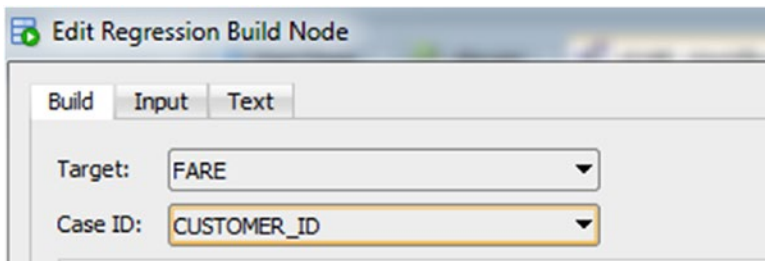 Edit Regression Build Node
Build Input Text
Target: FARE
Case ID: CUSTOMER_ID